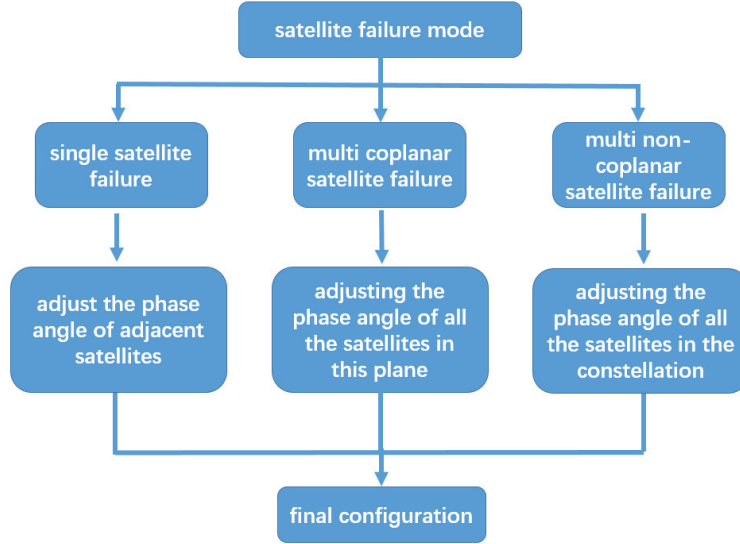 satellite failure mode
single satellite
failure
multi coplanar
satellite failure
multi non-
coplanar
satellite failure
adjust the phase
angle of adjacent
satellites
adjusting the
phase angle of all
the satellites in
this plane
adjusting the
phase angle of all
the satellites in the
constellation
final configuration